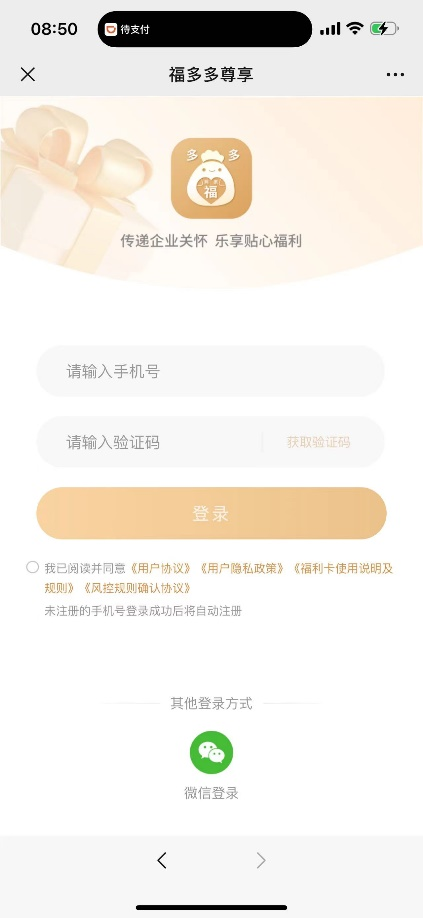 08:50
待支付
福多多尊享
多 多
福
传递企业关怀 乐享贴心福利
请输入手机号
请输入验证码
获取验证码
登录
我已阅读并同意《用户协议》《用户隐私政策》《福利卡使用说明及
规则》《风控规则确认协议》
未注册的手机号登录成功后将自动注册
其他登录方式
微信登录